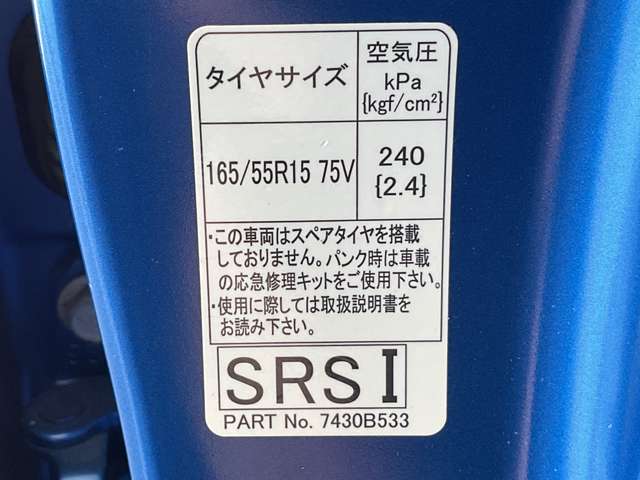 タイヤサイズ
空気圧
kPa
{kgf/cm²}
165/55R15 75V
240
{2.4}
・この車両はスペアタイヤを搭載
しておりません。パンク時は車載
の応急修理キットをご使用下さい。
・使用に際しては取扱説明書を
お読み下さい。
SRS I
PART No. 7430B533